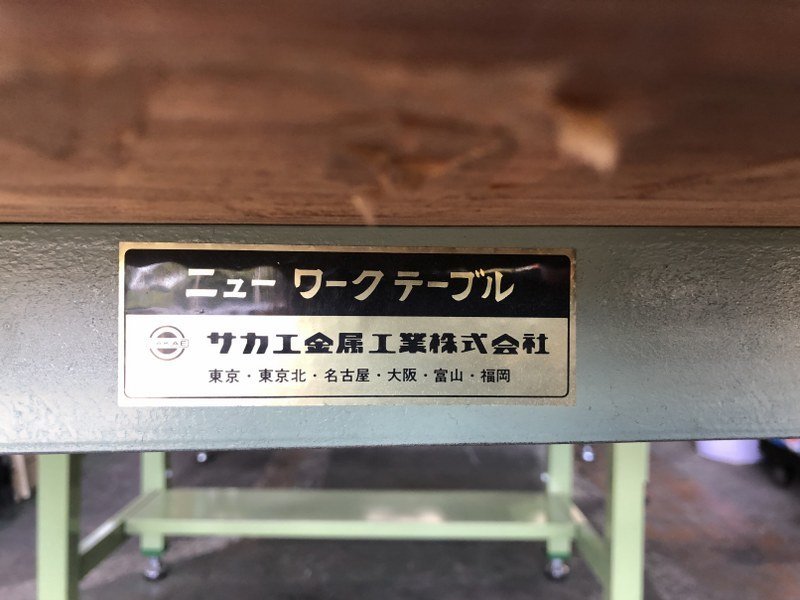 ニュー ワークテーブル
SAKAE サカエ金属工業株式会社
東京・東京北・名古屋・大阪・富山・福岡